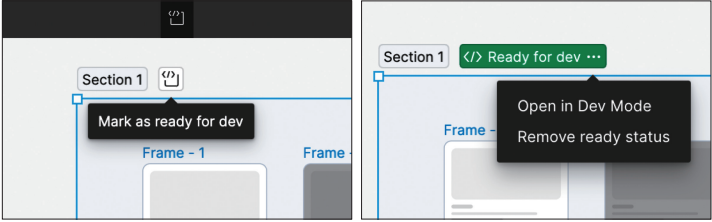 </>
Section 1 </>
Mark as ready for dev
Frame - 1 Frame -
Section 1 </> Ready for dev ...
Open in Dev Mode
Frame - Remove ready status